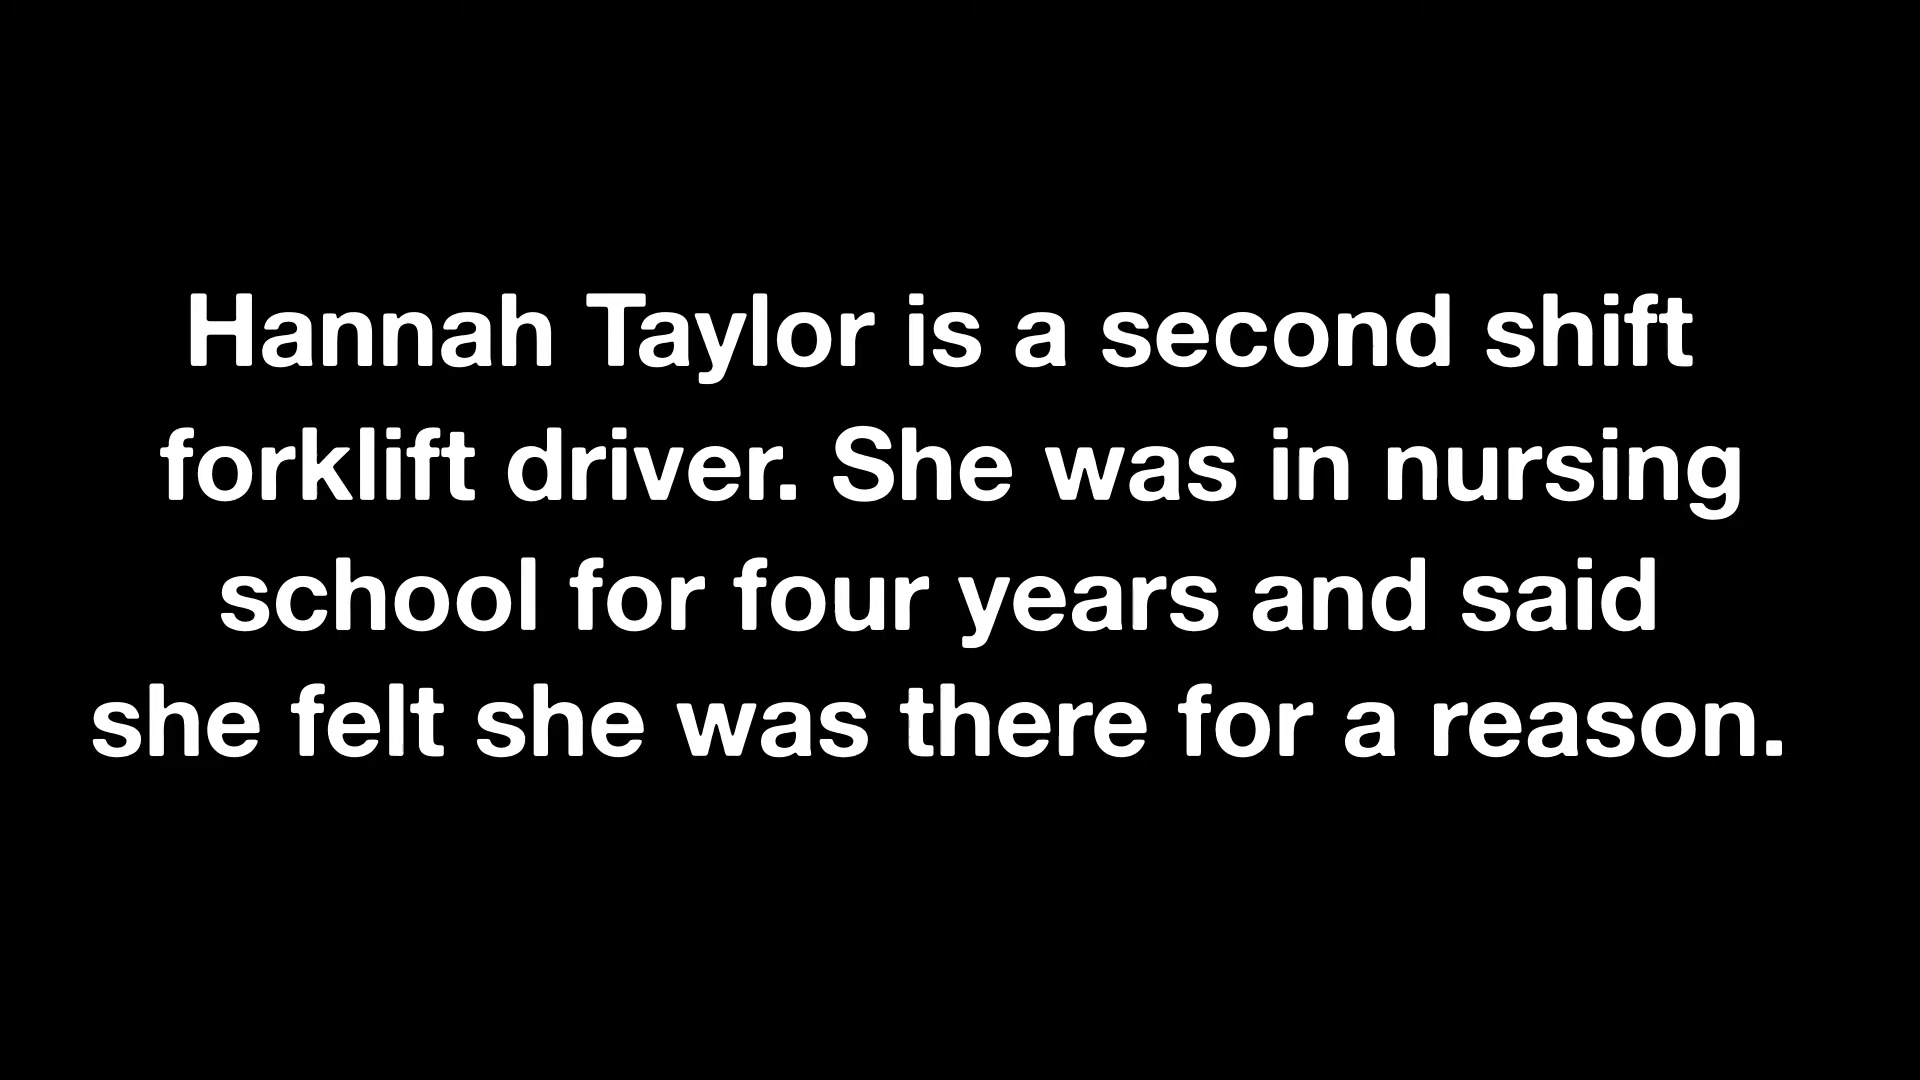 Hannah Taylor is a second shift
forklift driver. She was in nursing
school for four years and said
she felt she was there for a reason.